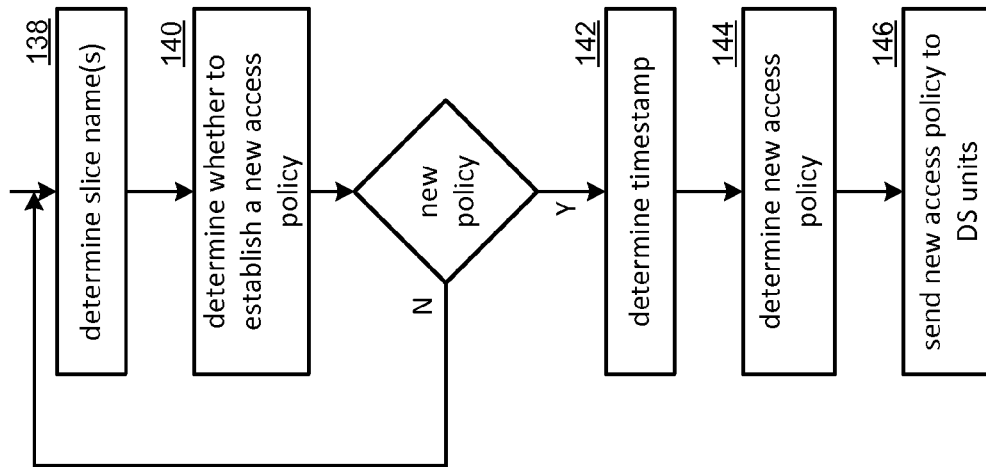 138
determine slice name(s)
140
determine whether to
establish a new access
policy
new
policy
N
Y
142
determine timestamp
144
determine new access
policy
146
send new access policy to
DS units